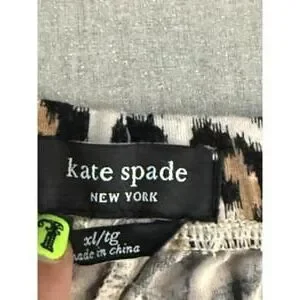 kate spade
NEW YORK
xl/tg
made in china